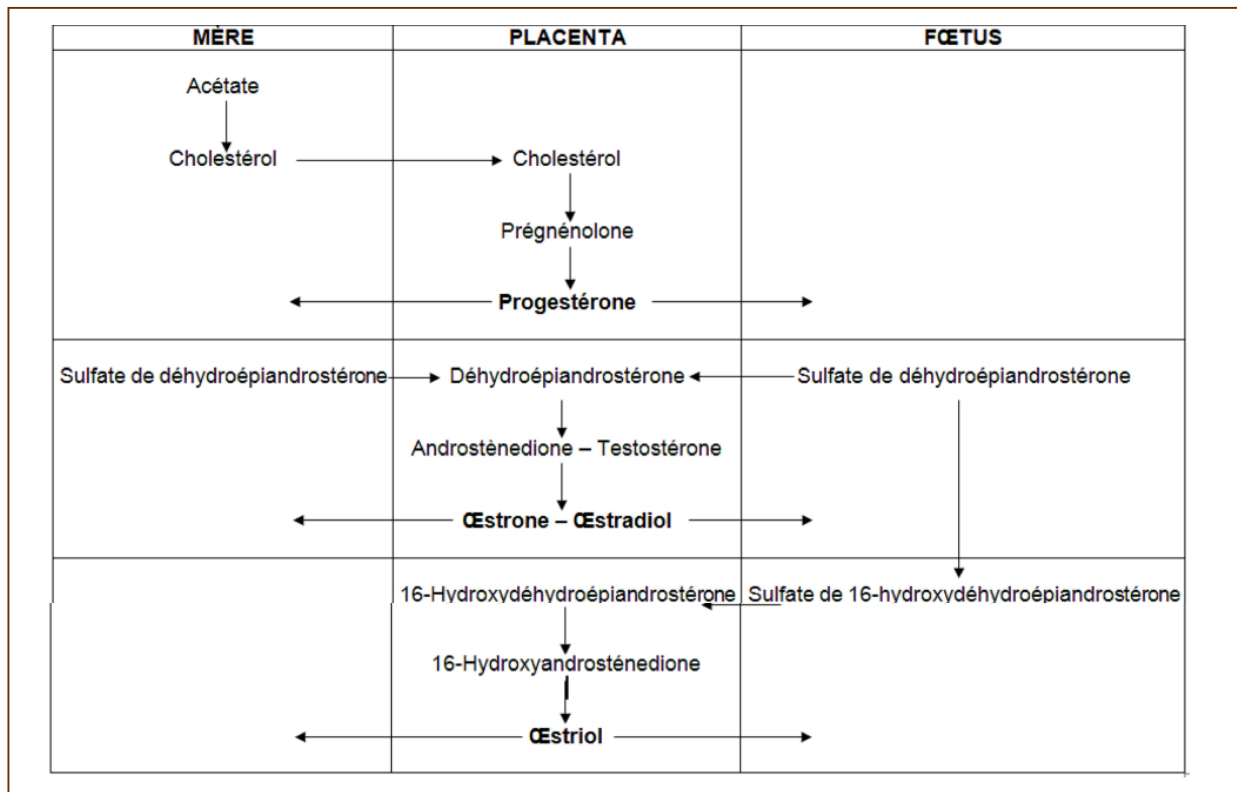 MÈRE PLACENTA FŒTUS
Acétate
Cholestérol Cholestérol
Prégnénolone
Progestérone
Sulfate de déhydroépiandrostérone Déhydroépiandrostérone Sulfate de déhydroépiandrostérone
Androstènedione – Testostérone
Œstrone – Œstradiol
16-Hydroxydéhydroépiandrostérone Sulfate de 16-hydroxydéhydroépiandrostérone
16-Hydroxyandrosténedione
Œstriol